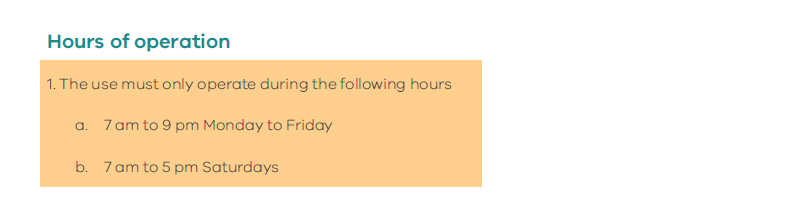 Hours of operation
1. The use must only operate during the following hours
a. 7 am to 9 pm Monday to Friday
b. 7 am to 5 pm Saturdays